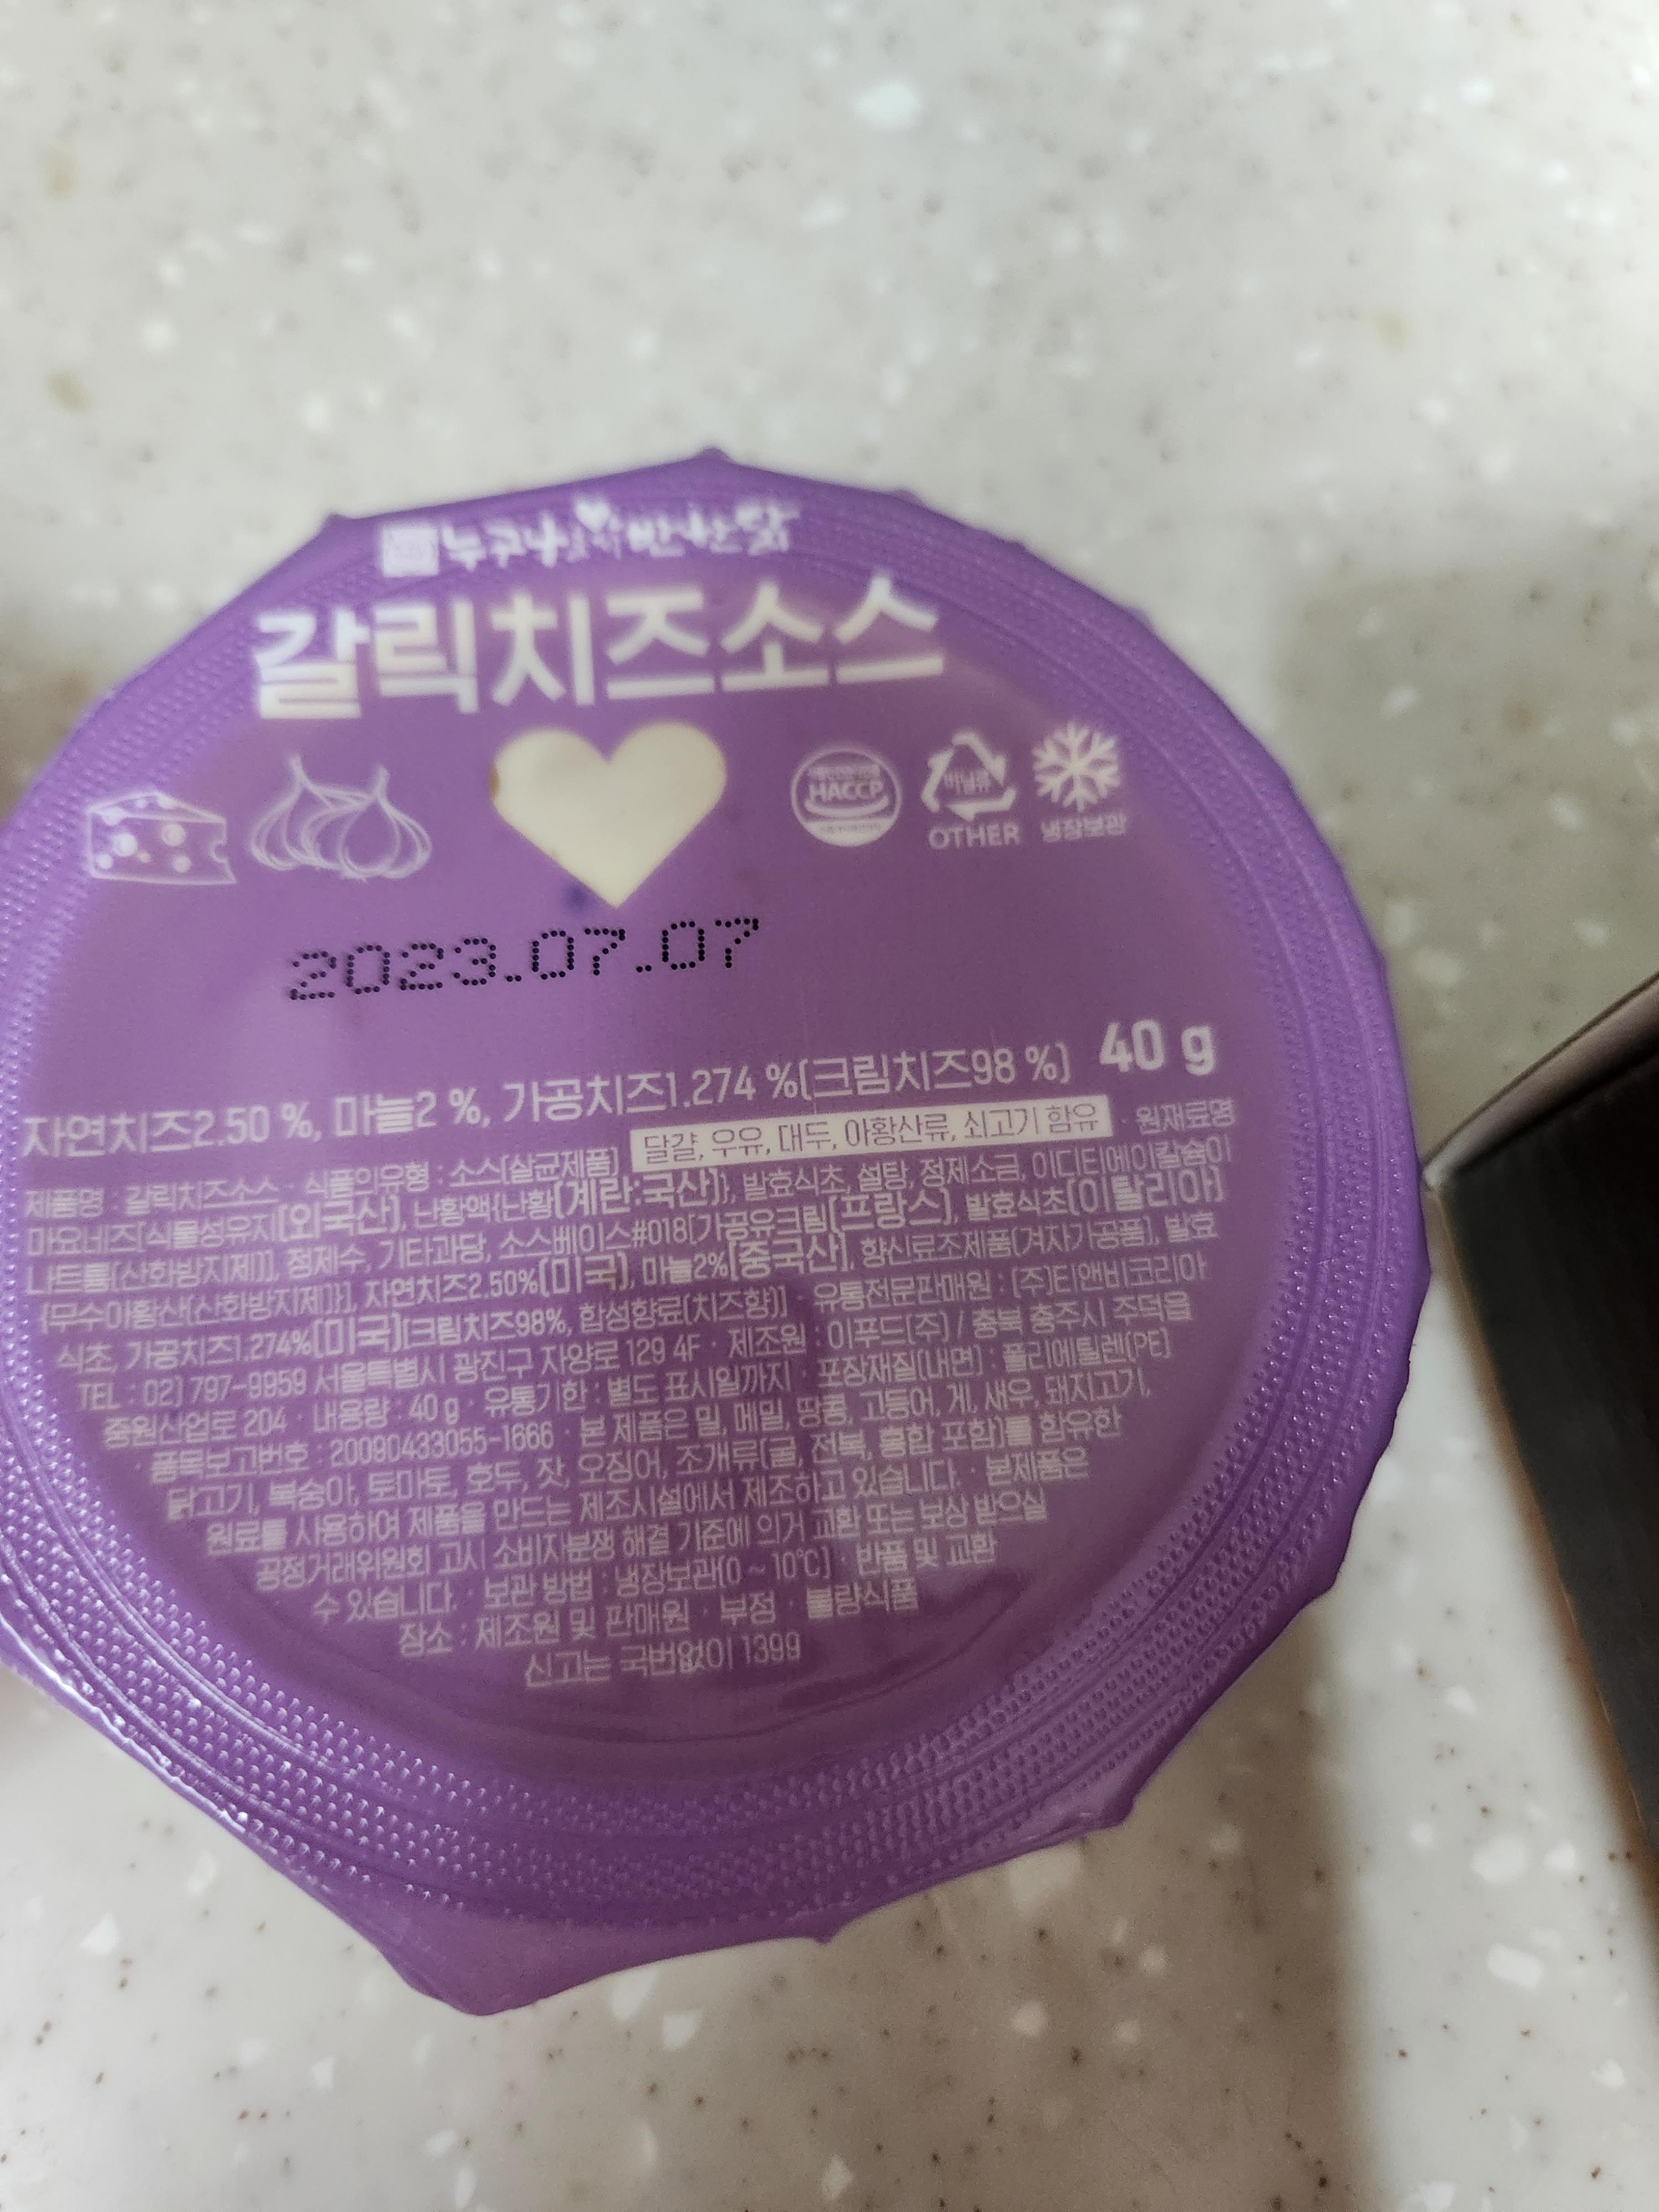 누구나 반한닭
갈릭치즈소스
HACCP
비닐류
OTHER
냉장보관
2023.07.07
자연치즈2.50 %, 마늘2 %, 가공치즈1.274 %(크림치즈98 %) 40 g
제품명 : 갈릭치즈소스 · 식품의유형 : 소스(살균제품) 달걀, 우유, 대두, 아황산류, 쇠고기 함유 · 원재료명
마요네즈[식물성유지(외국산), 난황액{난황(계란:국산)}, 발효식초, 설탕, 정제소금, 이디티에이칼슘이
나트륨(산화방지제)], 정제수, 기타과당, 소스베이스#018[가공유크림(프랑스), 발효식초(이탈리아)
{무수아황산(산화방지제)}], 자연치즈2.50%(미국), 마늘2%(중국산), 향신료조제품(겨자가공품), 발효
식초, 가공치즈1.274%(미국)[크림치즈98%, 합성향료(치즈향)] 유통전문판매원 : (주)티앤비코리아
TEL : 02) 797-9959 서울특별시 광진구 자양로 129 4F · 제조원 : 이푸드(주) / 충북 충주시 주덕읍
중원산업로 204 · 내용량 : 40 g · 유통기한 : 별도 표시일까지 · 포장재질(내면) : 폴리에틸렌(PE)
· 품목보고번호 : 20090433055-1666 · 본 제품은 밀, 메밀, 땅콩, 고등어, 게, 새우, 돼지고기,
닭고기, 복숭아, 토마토, 호두, 잣, 오징어, 조개류(굴, 전복, 홍합 포함)를 함유한
원료를 사용하여 제품을 만드는 제조시설에서 제조하고 있습니다. · 본제품은
공정거래위원회 고시 소비자분쟁 해결 기준에 의거 교환 또는 보상 받으실
수 있습니다. · 보관 방법 : 냉장보관(0 ~ 10℃) · 반품 및 교환
장소 : 제조원 및 판매원 · 부정 · 불량식품
신고는 국번없이 1399